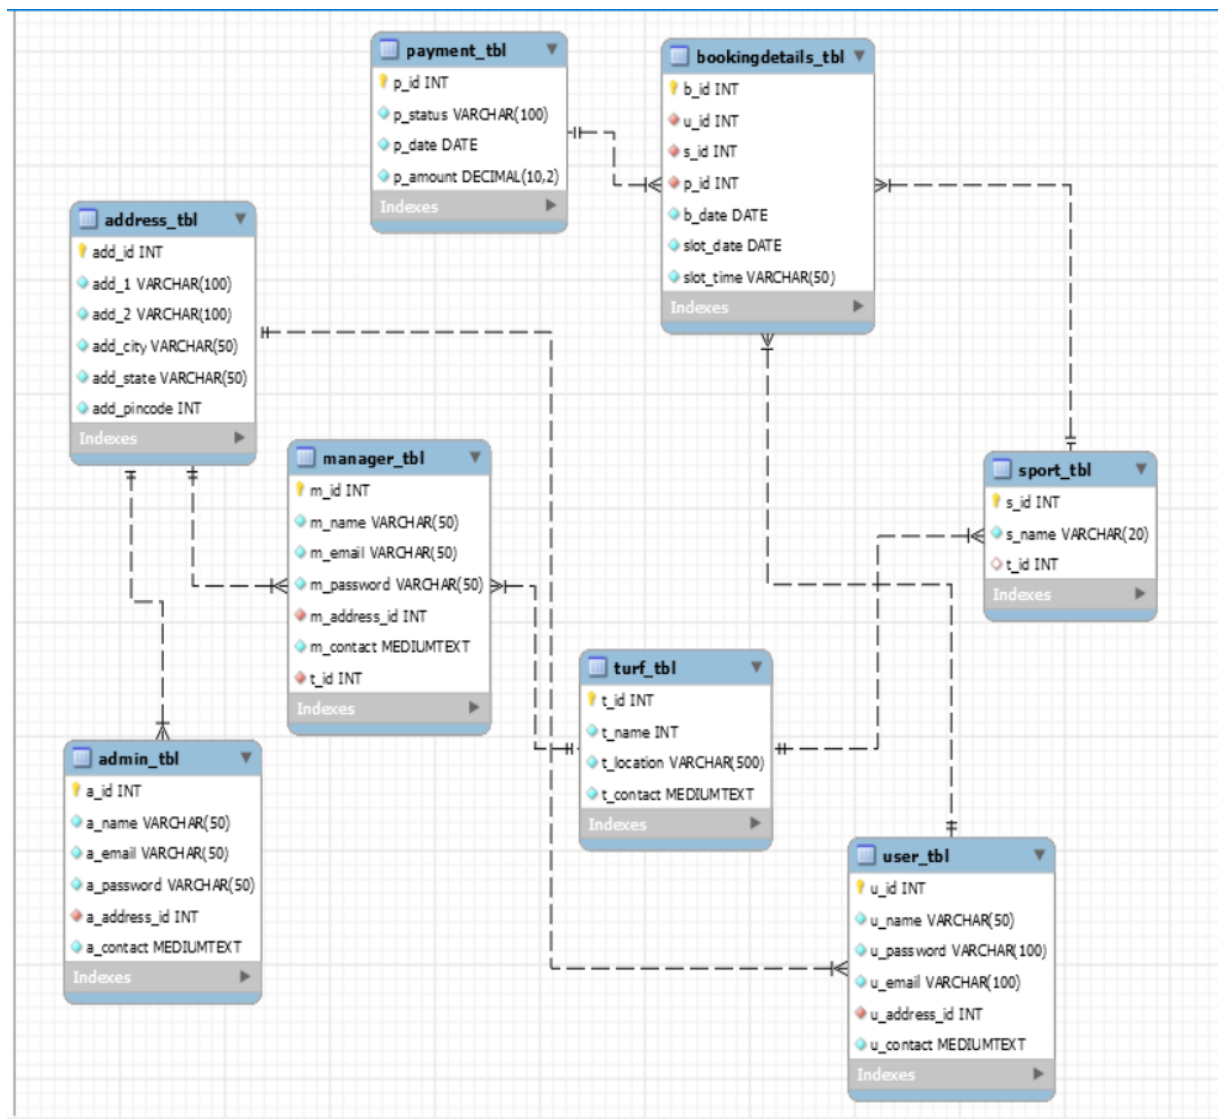 payment_tbl
p_id INT
p_status VARCHAR(100)
p_date DATE
p_amount DECIMAL(10,2)
Indexes
bookingdetails_tbl
b_id INT
u_id INT
s_id INT
p_id INT
b_date DATE
slot_date DATE
slot_time VARCHAR(50)
Indexes
address_tbl
add_id INT
add_1 VARCHAR(100)
add_2 VARCHAR(100)
add_city VARCHAR(50)
add_state VARCHAR(50)
add_pincode INT
Indexes
manager_tbl
m_id INT
m_name VARCHAR(50)
m_email VARCHAR(50)
m_password VARCHAR(50)
m_address_id INT
m_contact MEDIUMTEXT
t_id INT
Indexes
sport_tbl
s_id INT
s_name VARCHAR(20)
t_id INT
Indexes
turf_tbl
t_id INT
t_name INT
t_location VARCHAR(500)
t_contact MEDIUMTEXT
Indexes
admin_tbl
a_id INT
a_name VARCHAR(50)
a_email VARCHAR(50)
a_password VARCHAR(50)
a_address_id INT
a_contact MEDIUMTEXT
Indexes
user_tbl
u_id INT
u_name VARCHAR(50)
u_password VARCHAR(100)
u_email VARCHAR(100)
u_address_id INT
u_contact MEDIUMTEXT
Indexes